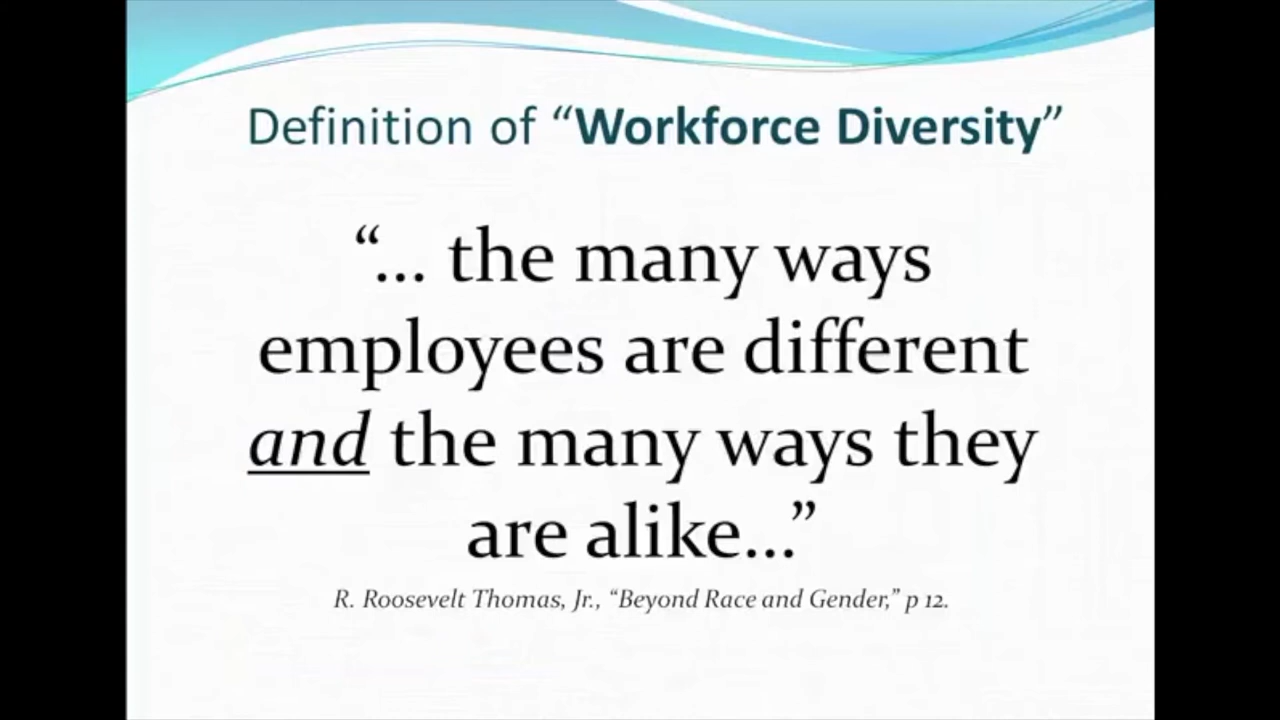 Definition of “Workforce Diversity”
“... the many ways
employees are different
and the many ways they
are alike...”
R. Roosevelt Thomas, Jr., “Beyond Race and Gender,” p 12.